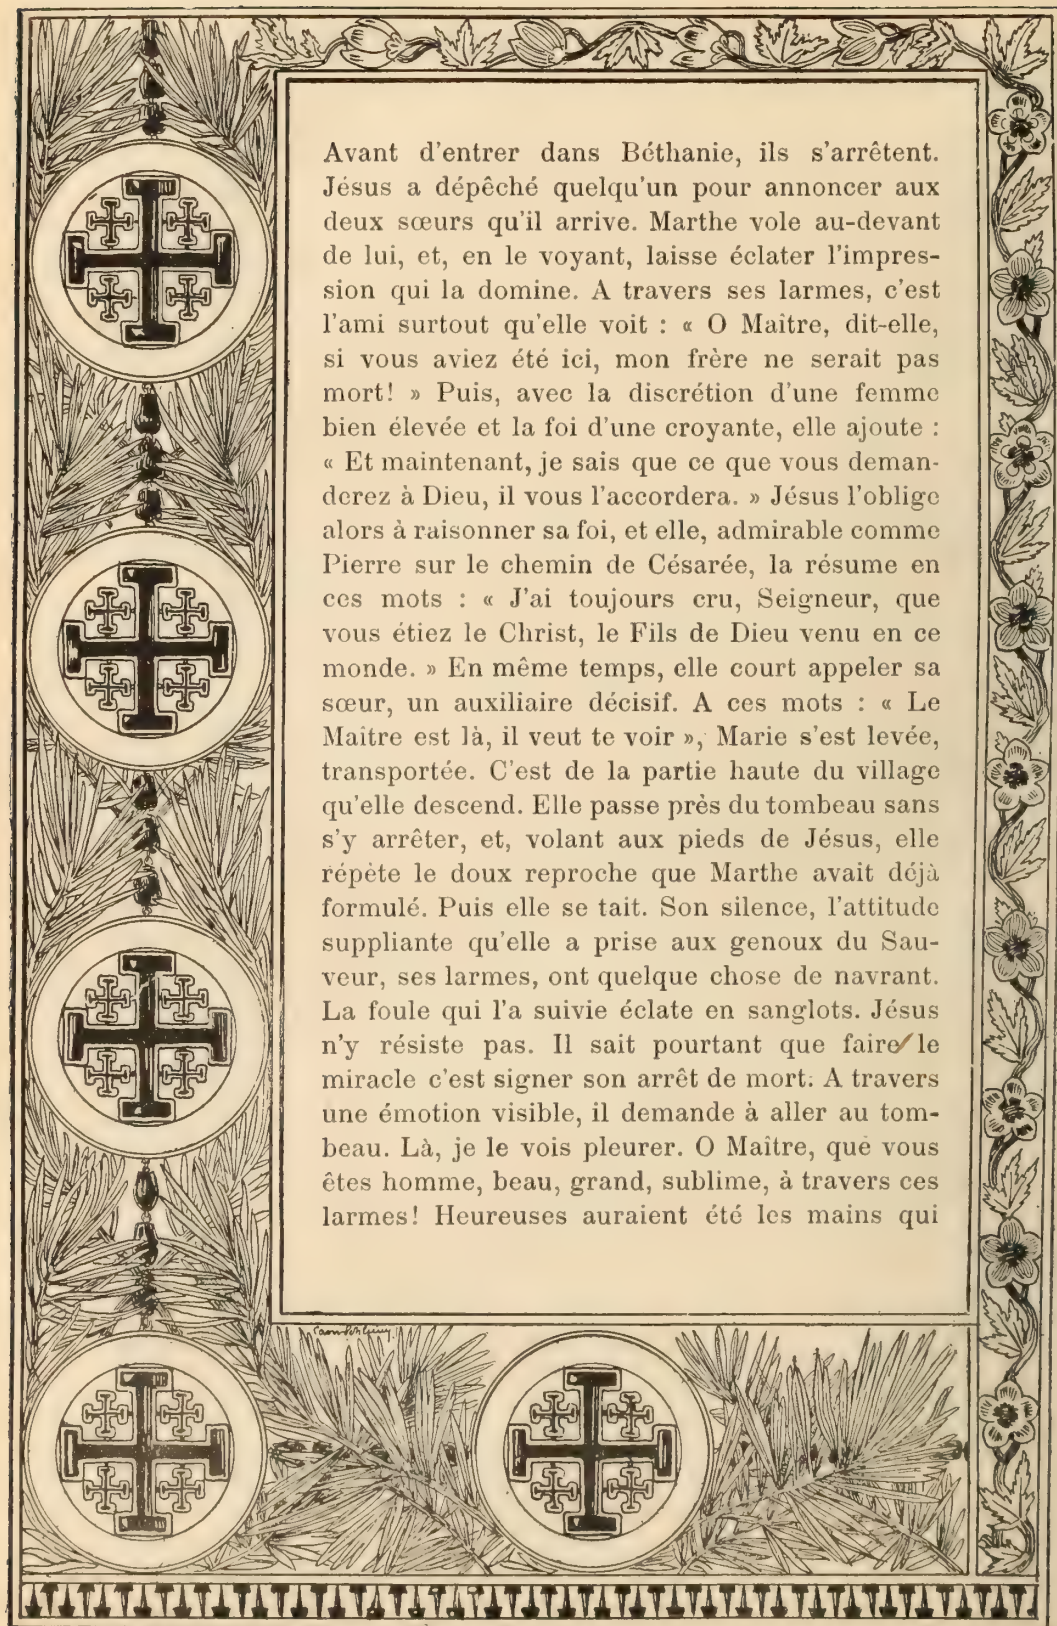 Avant d'entrer dans Béthanie, ils s'arrêtent.
Jésus a dépêché quelqu'un pour annoncer aux
deux sœurs qu'il arrive. Marthe vole au-devant
de lui, et, en le voyant, laisse éclater l'impres-
sion qui la domine. A travers ses larmes, c'est
l'ami surtout qu'elle voit : « O Maître, dit-elle,
si vous aviez été ici, mon frère ne serait pas
mort! » Puis, avec la discrétion d'une femme
bien élevée et la foi d'une croyante, elle ajoute :
« Et maintenant, je sais que ce que vous deman-
derez à Dieu, il vous l'accordera. » Jésus l'oblige
alors à raisonner sa foi, et elle, admirable comme
Pierre sur le chemin de Césarée, la résume en
ces mots : « J'ai toujours cru, Seigneur, que
vous étiez le Christ, le Fils de Dieu venu en ce
monde. » En même temps, elle court appeler sa
sœur, un auxiliaire décisif. A ces mots : « Le
Maître est là, il veut te voir », Marie s'est levée,
transportée. C'est de la partie haute du village
qu'elle descend. Elle passe près du tombeau sans
s'y arrêter, et, volant aux pieds de Jésus, elle
répète le doux reproche que Marthe avait déjà
formulé. Puis elle se tait. Son silence, l'attitude
suppliante qu'elle a prise aux genoux du Sau-
veur, ses larmes, ont quelque chose de navrant.
La foule qui l'a suivie éclate en sanglots. Jésus
n'y résiste pas. Il sait pourtant que faire le
miracle c'est signer son arrêt de mort. A travers
une émotion visible, il demande à aller au tom-
beau. Là, je le vois pleurer. O Maître, que vous
êtes homme, beau, grand, sublime, à travers ces
larmes! Heureuses auraient été les mains qui